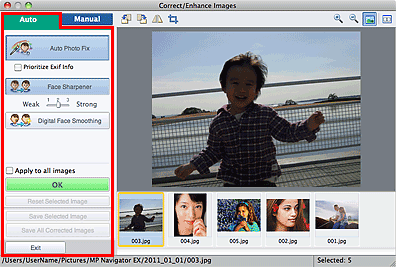 Correct/Enhance Images
Auto Manual
Auto Photo Fix
Prioritize Exif Info
Face Sharpener
Weak 1 2 3 Strong
Digital Face Smoothing
Apply to all images
OK
Reset Selected Image
Save Selected Image
Save All Corrected Images
Exit
003.jpg 004.jpg 005.jpg 002.jpg 001.jpg
/Users/UserName/Pictures/MP Navigator EX/2011_01_01/003.jpg Selected: 5